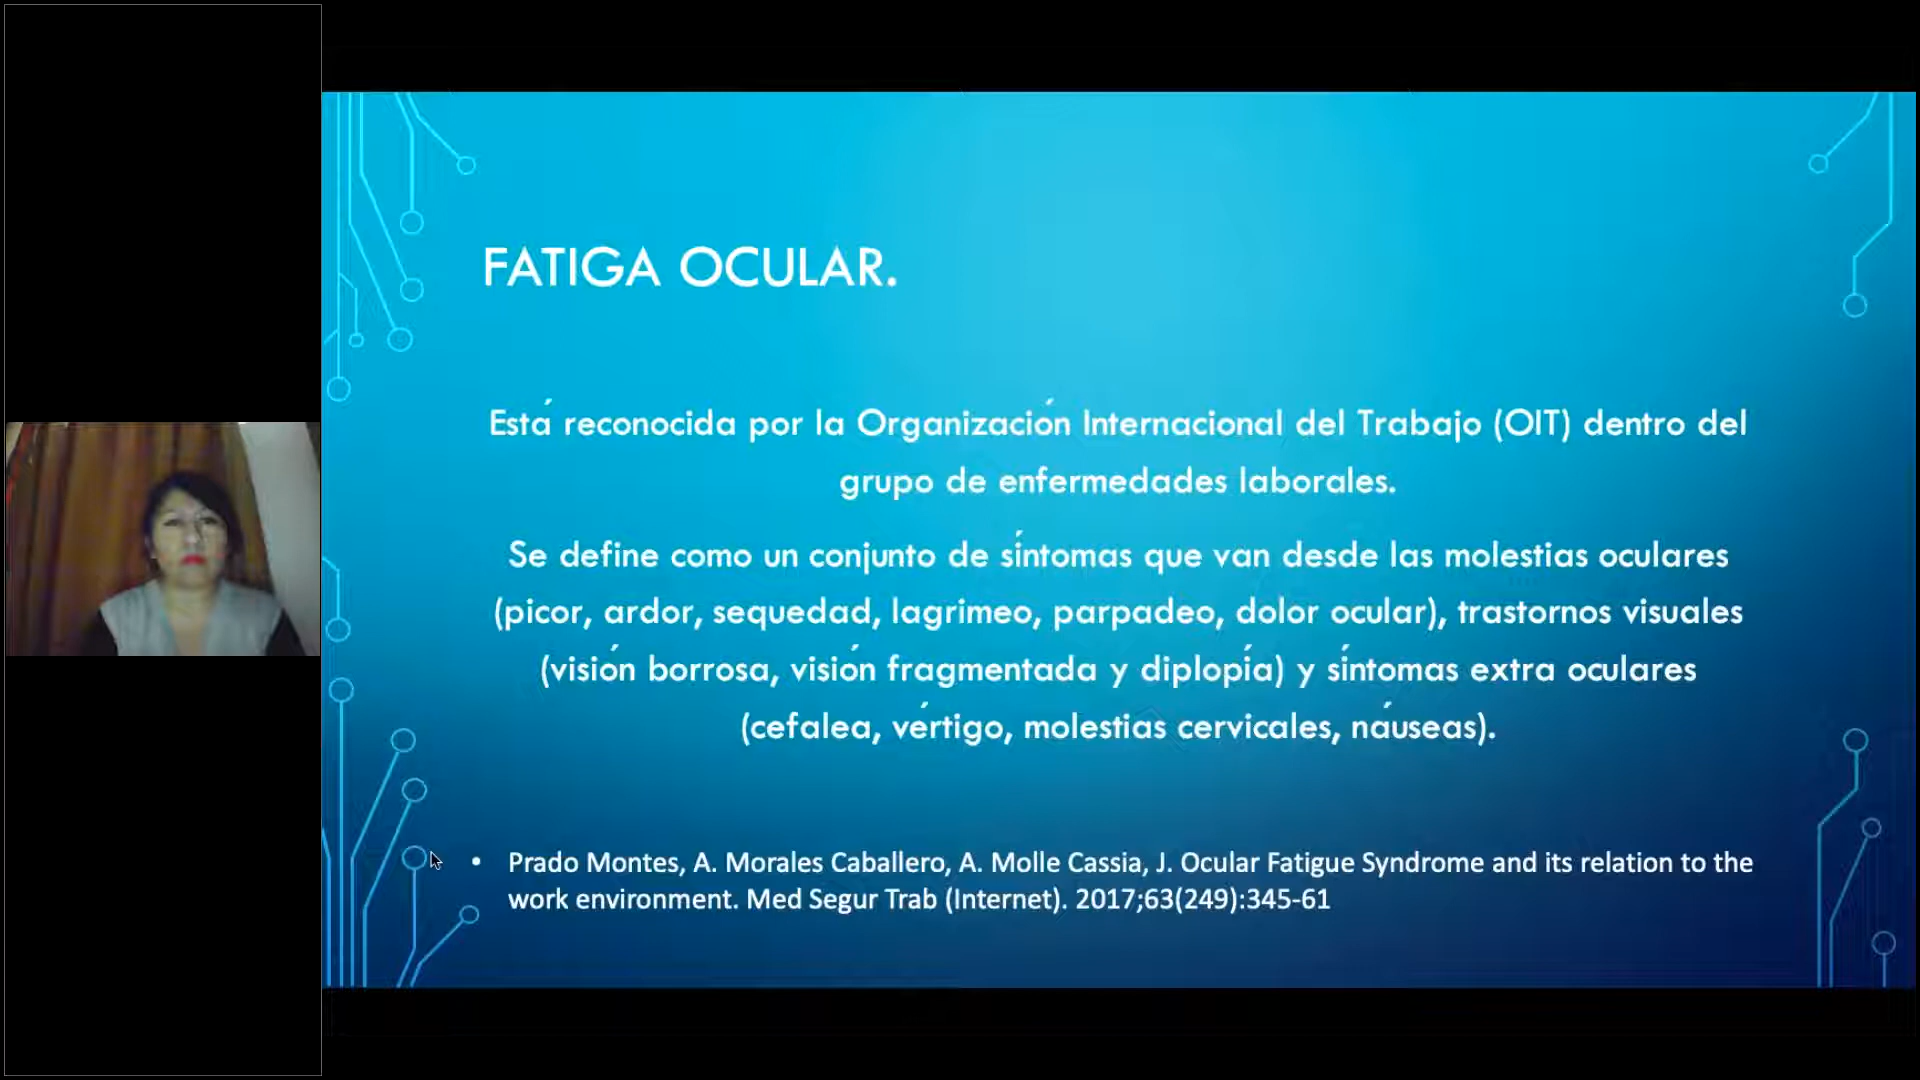 FATIGA OCULAR.
Está reconocida por la Organización Internacional del Trabajo (OIT) dentro del
grupo de enfermedades laborales.
Se define como un conjunto de síntomas que van desde las molestias oculares
(picor, ardor, sequedad, lagrimeo, parpadeo, dolor ocular), trastornos visuales
(visión borrosa, visión fragmentada y diplopía) y síntomas extra oculares
(cefalea, vértigo, molestias cervicales, náuseas).
• Prado Montes, A. Morales Caballero, A. Molle Cassia, J. Ocular Fatigue Syndrome and its relation to the
work environment. Med Segur Trab (Internet). 2017;63(249):345-61